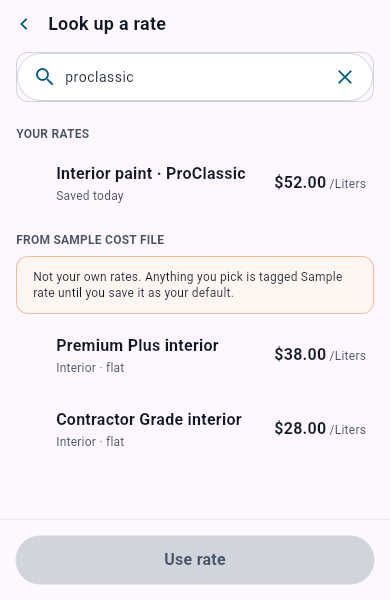 Look up a rate
proclassic
YOUR RATES
Interior paint · ProClassic
$52.00 /Liters
Saved today
FROM SAMPLE COST FILE
Not your own rates. Anything you pick is tagged Sample
rate until you save it as your default.
Premium Plus interior
$38.00 /Liters
Interior · flat
Contractor Grade interior
$28.00 /Liters
Interior · flat
Use rate